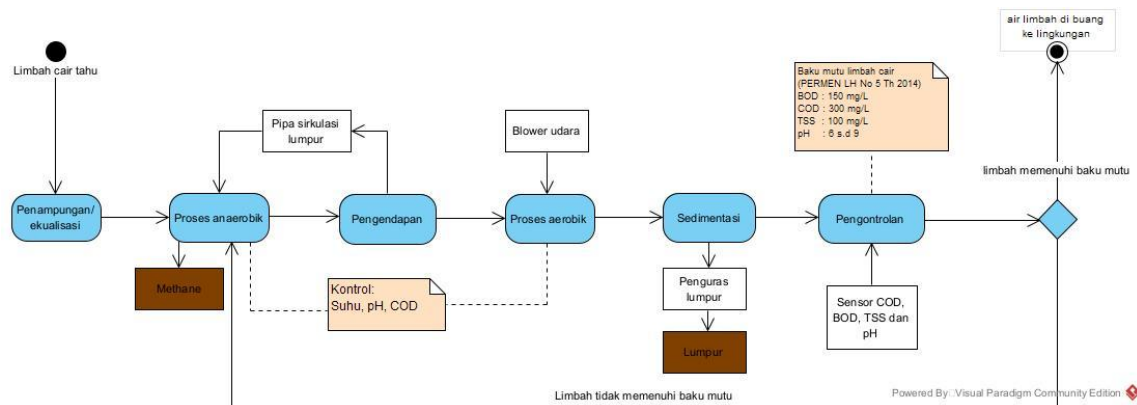 air limbah di buang
ke lingkungan
Limbah cair tahu
Baku mutu limbah cair
(PERMEN LH No 5 Th 2014)
BOD : 150 mg/L
COD : 300 mg/L
TSS : 100 mg/L
pH : 6 s.d 9
Pipa sirkulasi
lumpur
Blower udara
limbah memenuhi baku mutu
Penampungan/
ekualisasi
Proses anaerobik
Pengendapan
Proses aerobik
Sedimentasi
Pengontrolan
Methane
Kontrol:
Suhu, pH, COD
Penguras
lumpur
Sensor COD,
BOD, TSS dan
pH
Lumpur
Limbah tidak memenuhi baku mutu
Powered By: Visual Paradigm Community Edition